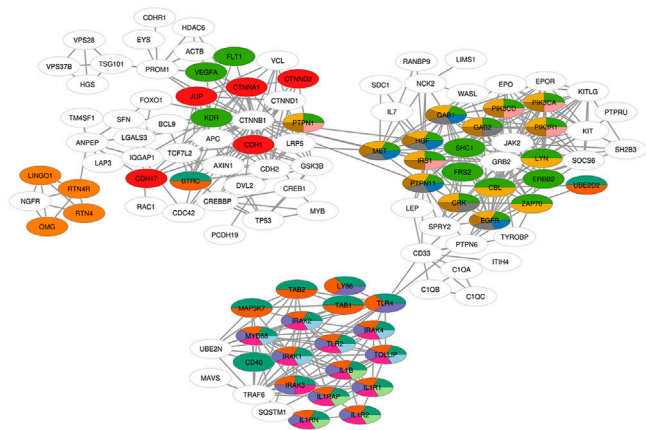 CDHR1
HDAC6
VPS28
EYS
ACTB
FLT1
VCL
VPS37B
TSG101
PROM1
VEGFA
HGS
CTNNA1
CTNND2
FOXO1
JUP
CTNND1
TM4SF1
SFN
BCL9
KDR
CTNNB1
PTPN1
ANPEP
LGALS3
APC
CDH1
LRP5
LAP3
IQGAP1
TCF7L2
AXIN1
CDH2
GSK3B
LINGO1
RTN4R
CDH17
BTRC
DVL2
CREB1
NGFR
RAC1
CDC42
CREBBP
TP53
MYB
OMG
RTN4
PCDH19
RANBP9
LIMS1
SDC1
NCK2
WASL
EPO
EPOR
KITLG
IL7
GAB1
PIK3CD
PIK3CA
PTPRU
HGF
GAB2
PIK3R1
KIT
MET
IRS1
SHC1
JAK2
SH2B3
GRB2
LYN
SOCS6
PTPN11
FRS2
CBL
ERBB2
UBE2D2
CRK
ZAP70
LEP
EGFR
SPRY2
PTPN6
TYROBP
CD33
ITIH4
C1QA
C1QB
C1QC
TAB2
LY96
MAP3K7
TAB1
TLR4
IRAK2
IRAK4
MYD88
TLR2
UBE2N
IRAK1
TOLLIP
CD40
IL1B
MAVS
IRAK3
IL1R1
TRAF6
IL1RAP
SQSTM1
IL1RN
IL1R2